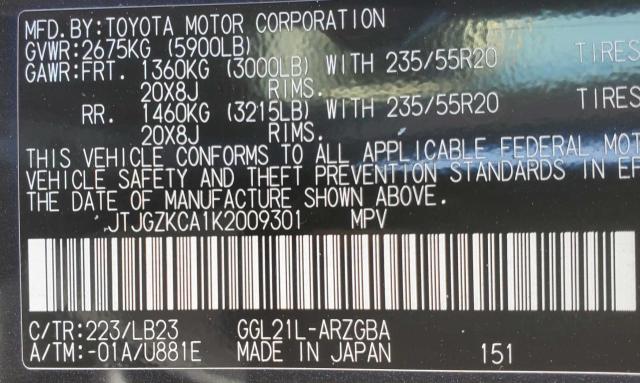 MFD.BY:TOYOTA MOTOR CORPORATION
GVWR:2675KG (5900LB)
GAWR:FRT. 1360KG (3000LB) WITH 235/55R20 TIRES
20X8J RIMS.
RR. 1460KG (3215LB) WITH 235/55R20 TIRES
20X8J RIMS.
THIS VEHICLE CONFORMS TO ALL APPLICABLE FEDERAL MOT
VEHICLE SAFETY AND THEFT PREVENTION STANDARDS IN EF
THE DATE OF MANUFACTURE SHOWN ABOVE.
JTJGZKCA1K2009301 MPV
C/TR:223/LB23 GGL21L-ARZGBA
A/TM:-01A/U881E MADE IN JAPAN 151